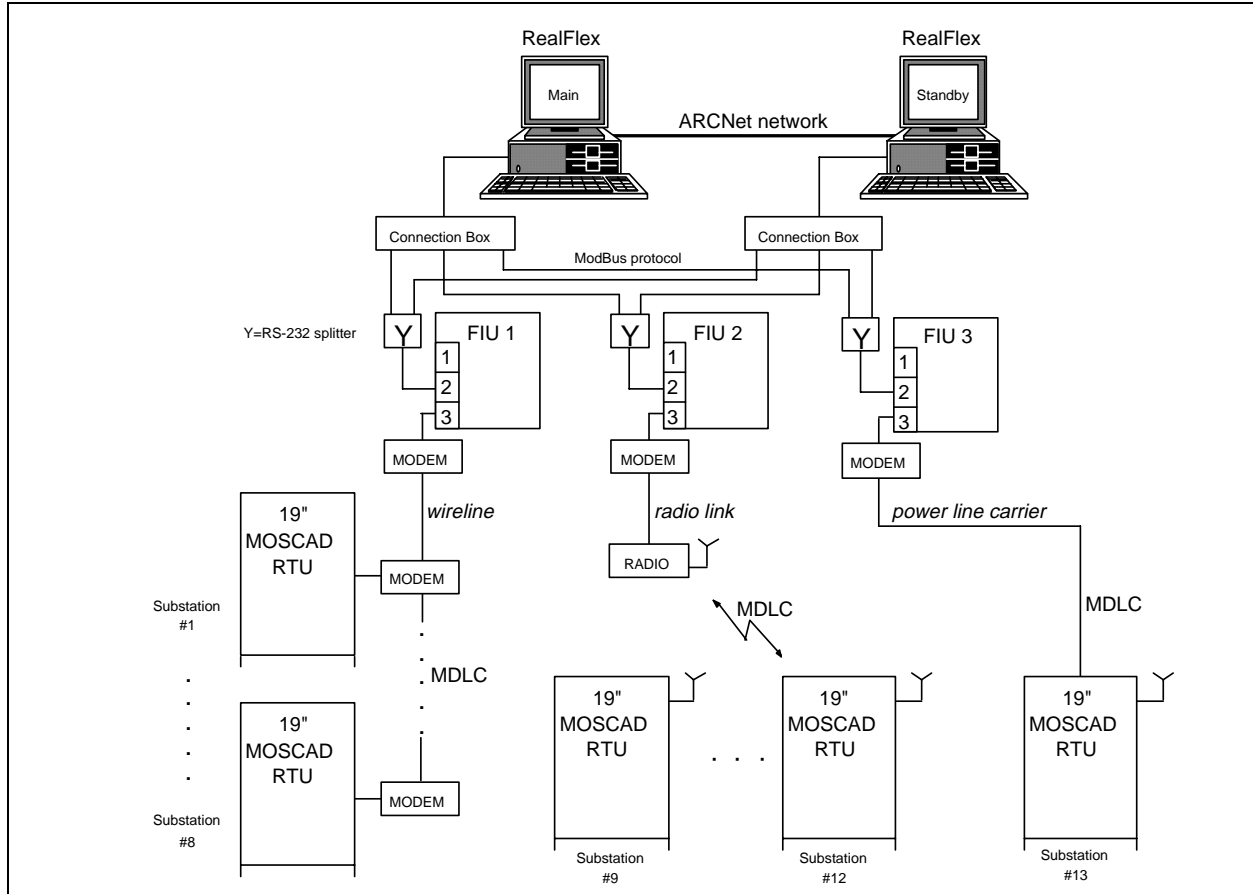 RealFlex
RealFlex
Main
Standby
ARCNet network
Connection Box
Connection Box
ModBus protocol
Y=RS-232 splitter
Y
FIU 1
1
2
3
Y
FIU 2
1
2
3
Y
FIU 3
1
2
3
MODEM
MODEM
MODEM
wireline
radio link
power line carrier
19"
MOSCAD
RTU
MODEM
RADIO
Substation
#1
MDLC
MDLC
MDLC
19"
MOSCAD
RTU
MODEM
Substation
#8
19"
MOSCAD
RTU
Substation
#9
19"
MOSCAD
RTU
Substation
#12
19"
MOSCAD
RTU
Substation
#13